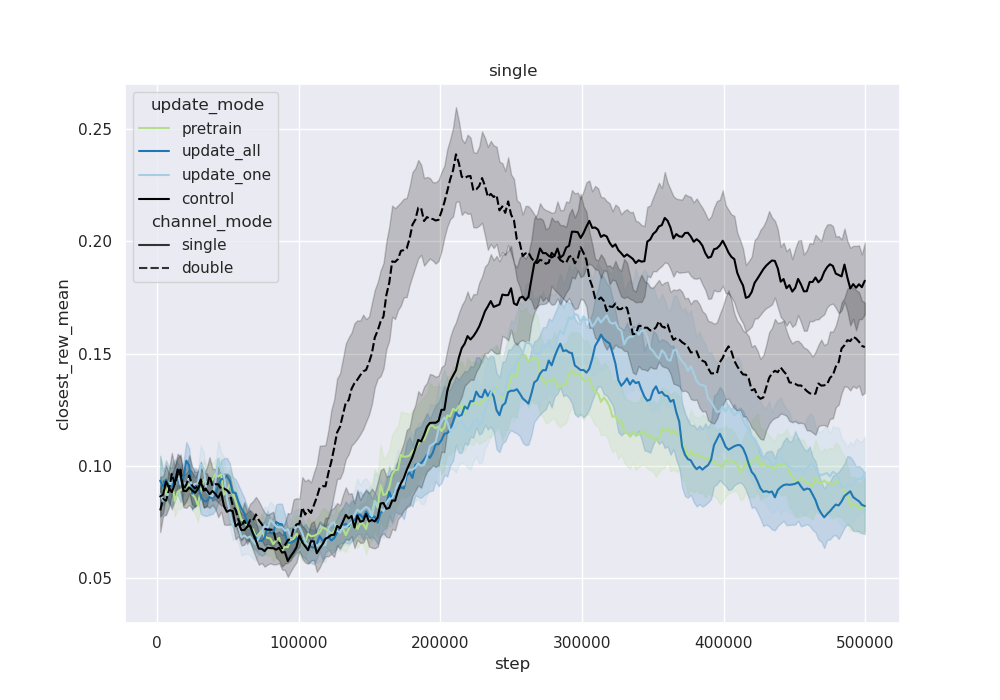 single
update_mode
pretrain
update_all
update_one
control
channel_mode
single
double
closest_rew_mean
0.25
0.20
0.15
0.10
0.05
0
100000
200000
300000
400000
500000
step